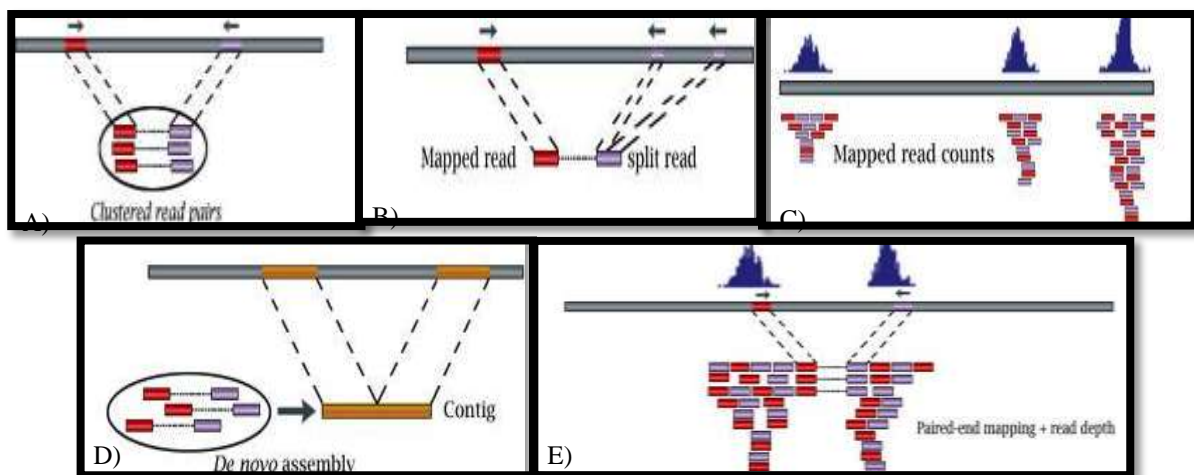 Clustered read pairs
A)
Mapped read
split read
B)
Mapped read counts
C)
Contig
De novo assembly
D)
Paired-end mapping + read depth
E)